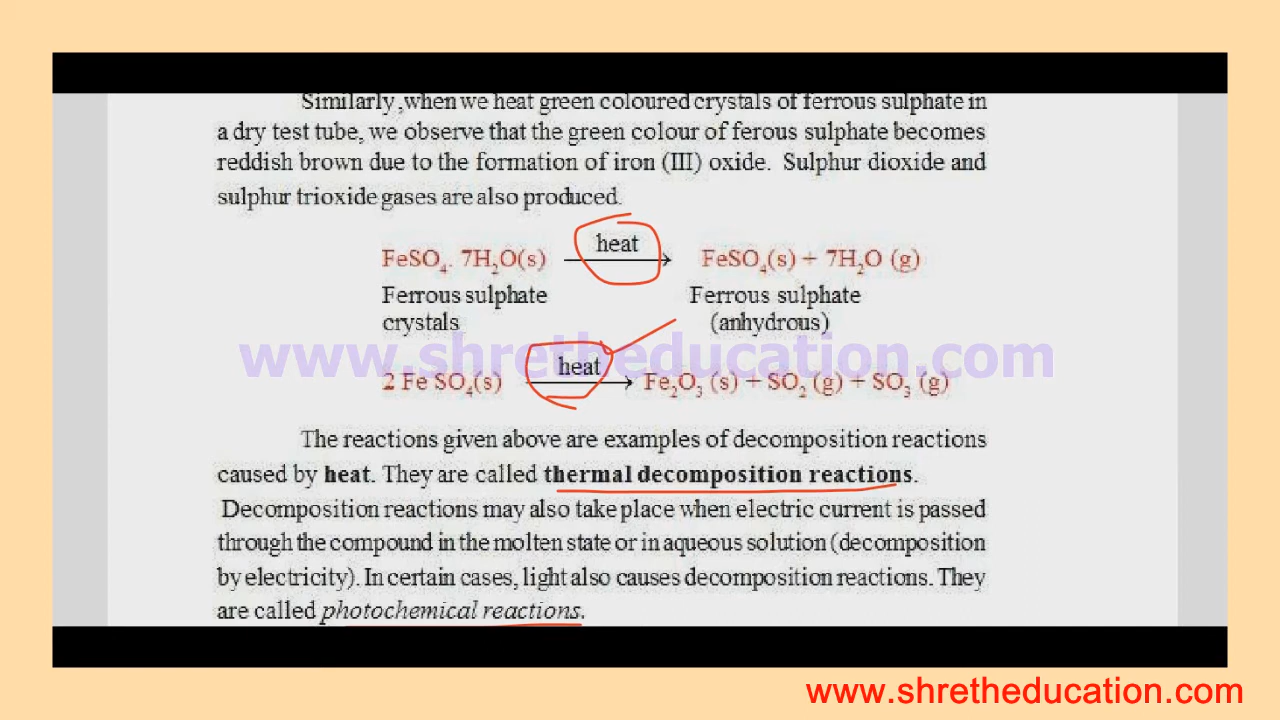 Similarly ,when we heat green coloured crystals of ferrous sulphate in
a dry test tube, we observe that the green colour of ferous sulphate becomes
reddish brown due to the formation of iron (III) oxide. Sulphur dioxide and
sulphur trioxide gases are also produced.
heat
FeSO₄. 7H₂O(s) → FeSO₄(s) + 7H₂O (g)
Ferrous sulphate Ferrous sulphate
crystals (anhydrous)
www.shretheducation.com
heat
2 Fe SO₄(s) → Fe₂O₃ (s) + SO₂ (g) + SO₃ (g)
The reactions given above are examples of decomposition reactions
caused by heat. They are called thermal decomposition reactions.
Decomposition reactions may also take place when electric current is passed
through the compound in the molten state or in aqueous solution (decomposition
by electricity). In certain cases, light also causes decomposition reactions. They
are called photochemical reactions.
www.shretheducation.com